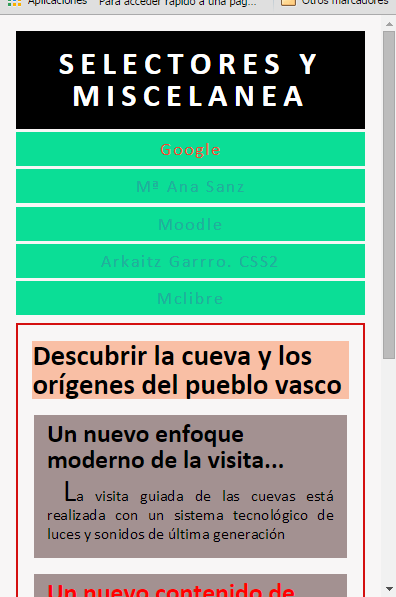 Aplicaciones Para acceder rápido a una pág... Otros marcadores
SELECTORES Y
MISCELANEA
Google
Mª Ana Sanz
Moodle
Arkaitz Garrro. CSS2
Mclibre
Descubrir la cueva y los
orígenes del pueblo vasco
Un nuevo enfoque
moderno de la visita...
La visita guiada de las cuevas está
realizada con un sistema tecnológico de
luces y sonidos de última generación
Un nuevo contenido de